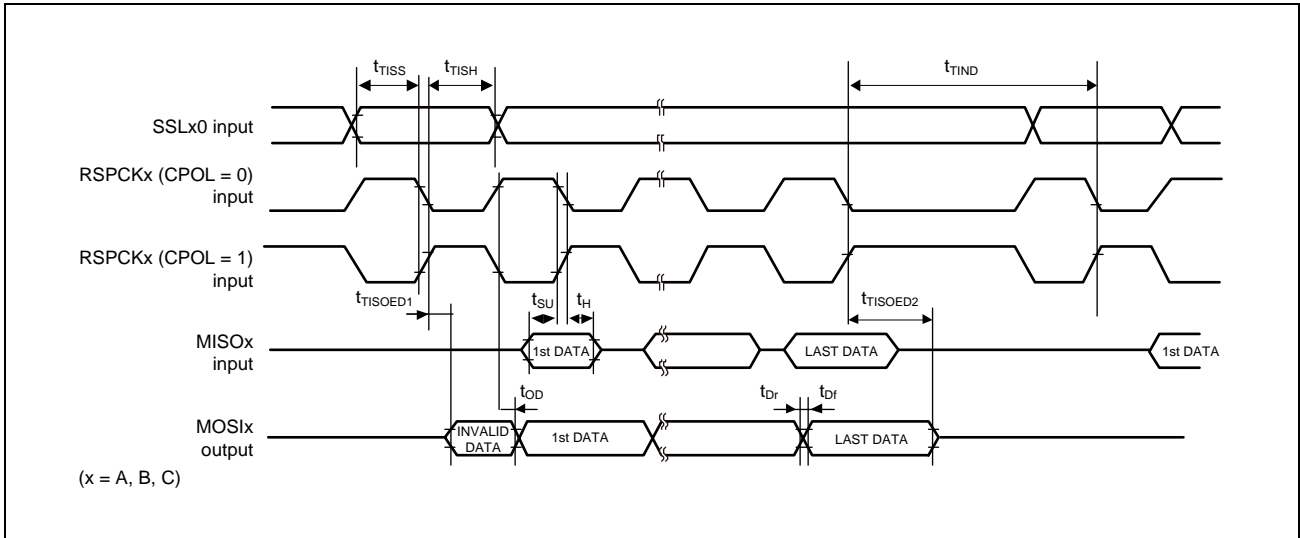 tTISS
tTISH
tTIND
SSLx0 input
RSPCKx (CPOL = 0)
input
RSPCKx (CPOL = 1)
input
tTISOED1
tSU
tH
tTISOED2
MISOx
input
1st DATA
LAST DATA
1st DATA
tOD
tDr
tDf
MOSIx
output
INVALID
DATA
1st DATA
LAST DATA
(x = A, B, C)